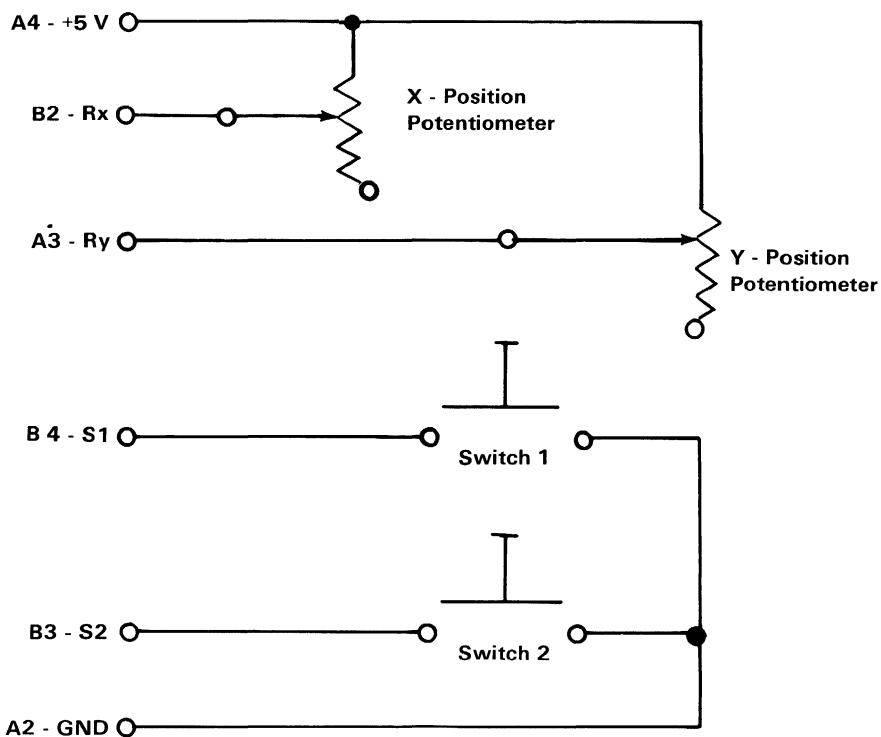 A4 - +5 V
B2 - Rx
X - Position
Potentiometer
A3 - Ry
Y - Position
Potentiometer
B 4 - S1
Switch 1
B3 - S2
Switch 2
A2 - GND